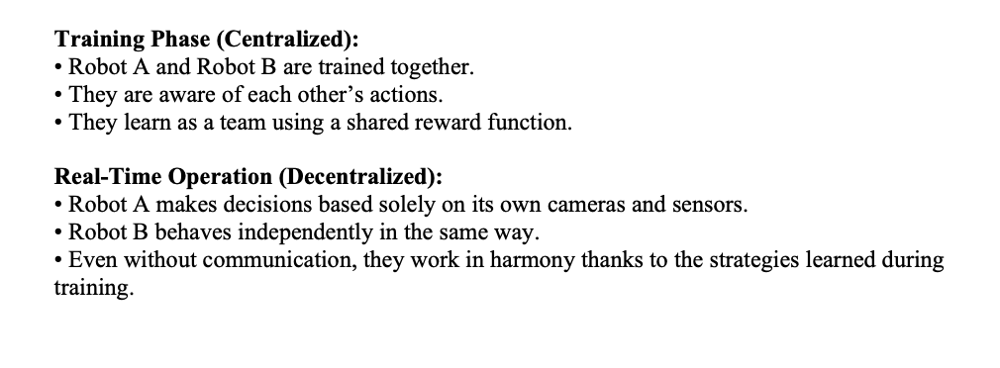 Training Phase (Centralized):
• Robot A and Robot B are trained together.
• They are aware of each other’s actions.
• They learn as a team using a shared reward function.
Real-Time Operation (Decentralized):
• Robot A makes decisions based solely on its own cameras and sensors.
• Robot B behaves independently in the same way.
• Even without communication, they work in harmony thanks to the strategies learned during
training.